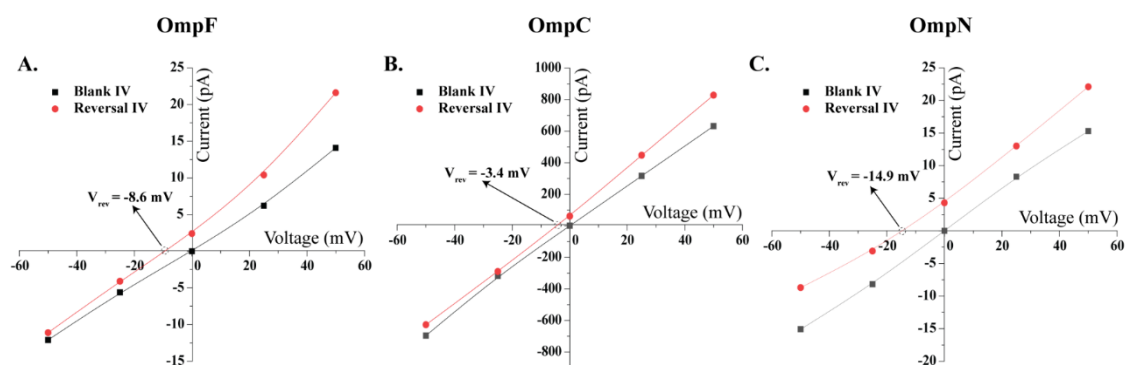 OmpF
OmpC
OmpN
A.
Blank IV
Reversal IV
V_rev = -8.6 mV
Current (pA)
Voltage (mV)
25
20
15
10
5
-5
-10
-15
-60
-40
-20
0
20
40
60
B.
Blank IV
Reversal IV
V_rev = -3.4 mV
Current (pA)
Voltage (mV)
1000
800
600
400
200
-200
-400
-600
-800
-60
-40
-20
0
20
40
60
C.
Blank IV
Reversal IV
V_rev = -14.9 mV
Current (pA)
Voltage (mV)
25
20
15
10
5
-5
-10
-15
-20
-60
-40
-20
0
20
40
60